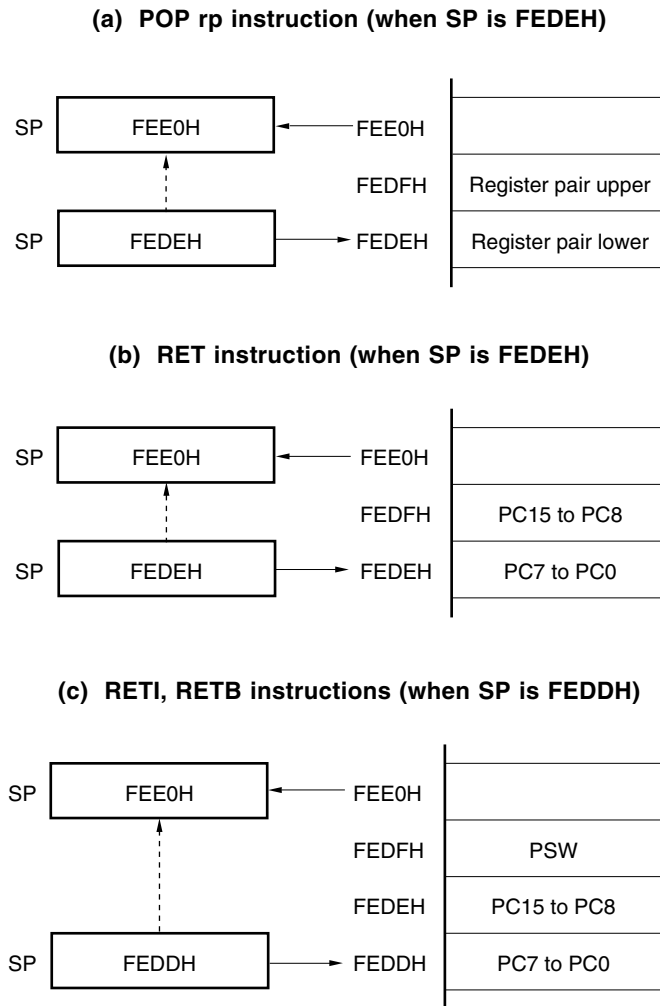 (a) POP rp instruction (when SP is FEDEH)
SP FEE0H FEE0H
FEDFH Register pair upper
SP FEDEH FEDEH Register pair lower
(b) RET instruction (when SP is FEDEH)
SP FEE0H FEE0H
FEDFH PC15 to PC8
SP FEDEH FEDEH PC7 to PC0
(c) RETI, RETB instructions (when SP is FEDDH)
SP FEE0H FEE0H
FEDFH PSW
FEDEH PC15 to PC8
SP FEDDH FEDDH PC7 to PC0